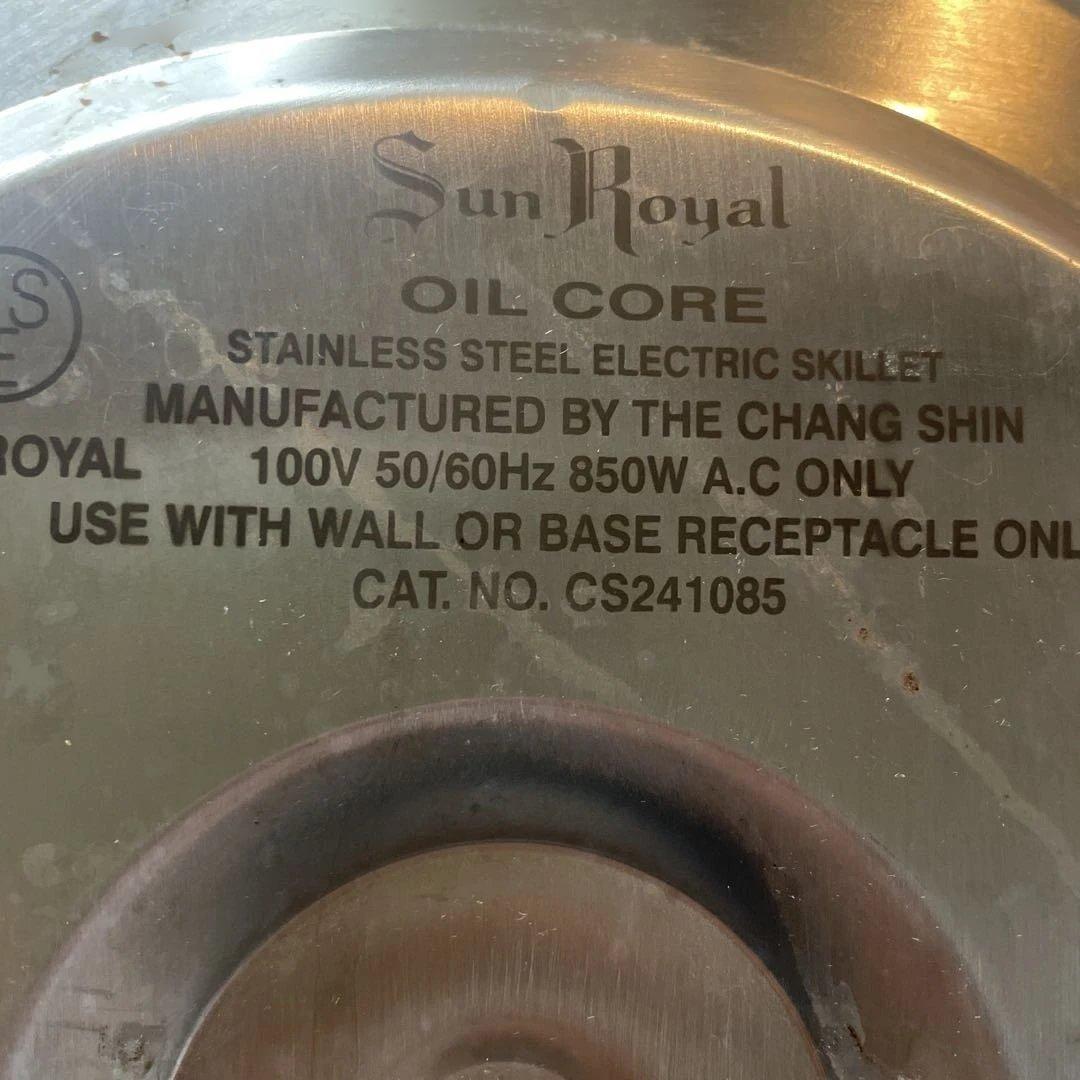 Sun Royal
OIL CORE
STAINLESS STEEL ELECTRIC SKILLET
MANUFACTURED BY THE CHANG SHIN
100V 50/60Hz 850W A.C ONLY
USE WITH WALL OR BASE RECEPTACLE ONL
CAT. NO. CS241085
S
ROYAL